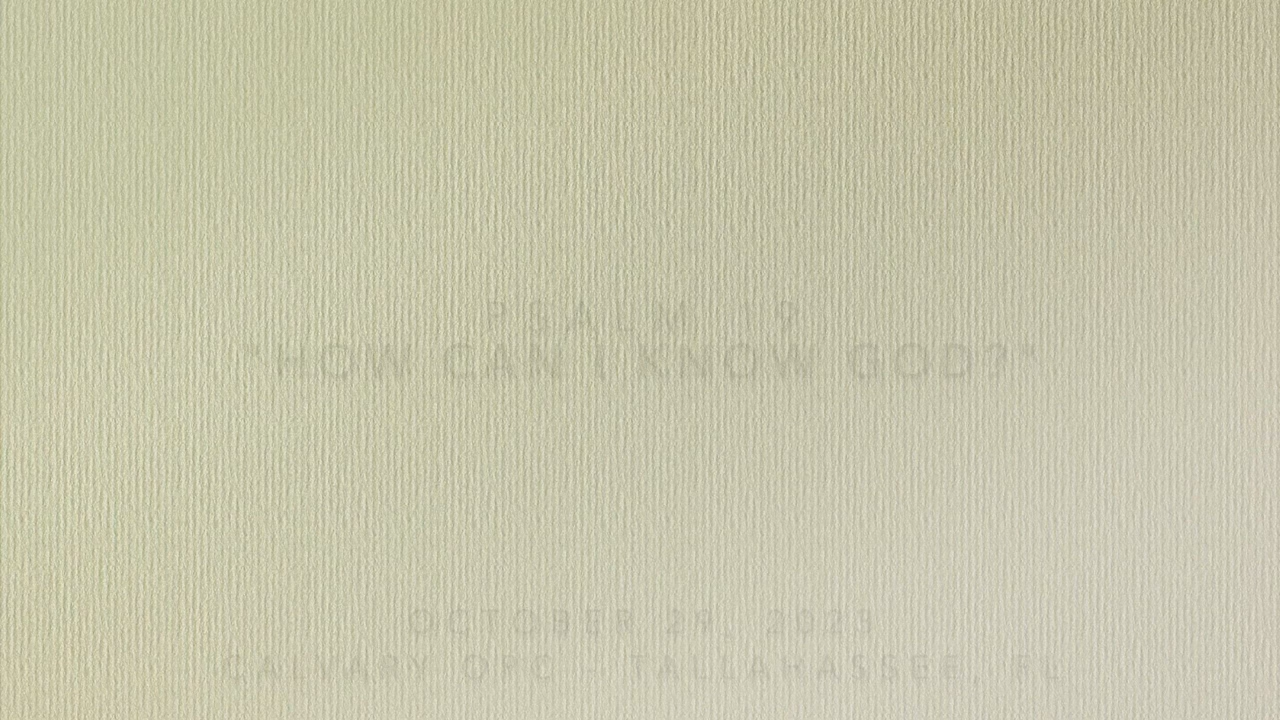 PSALM 19
"HOW CAN I KNOW GOD?"
OCTOBER 29, 2023
CALVARY OPC - TALLAHASSEE, FL